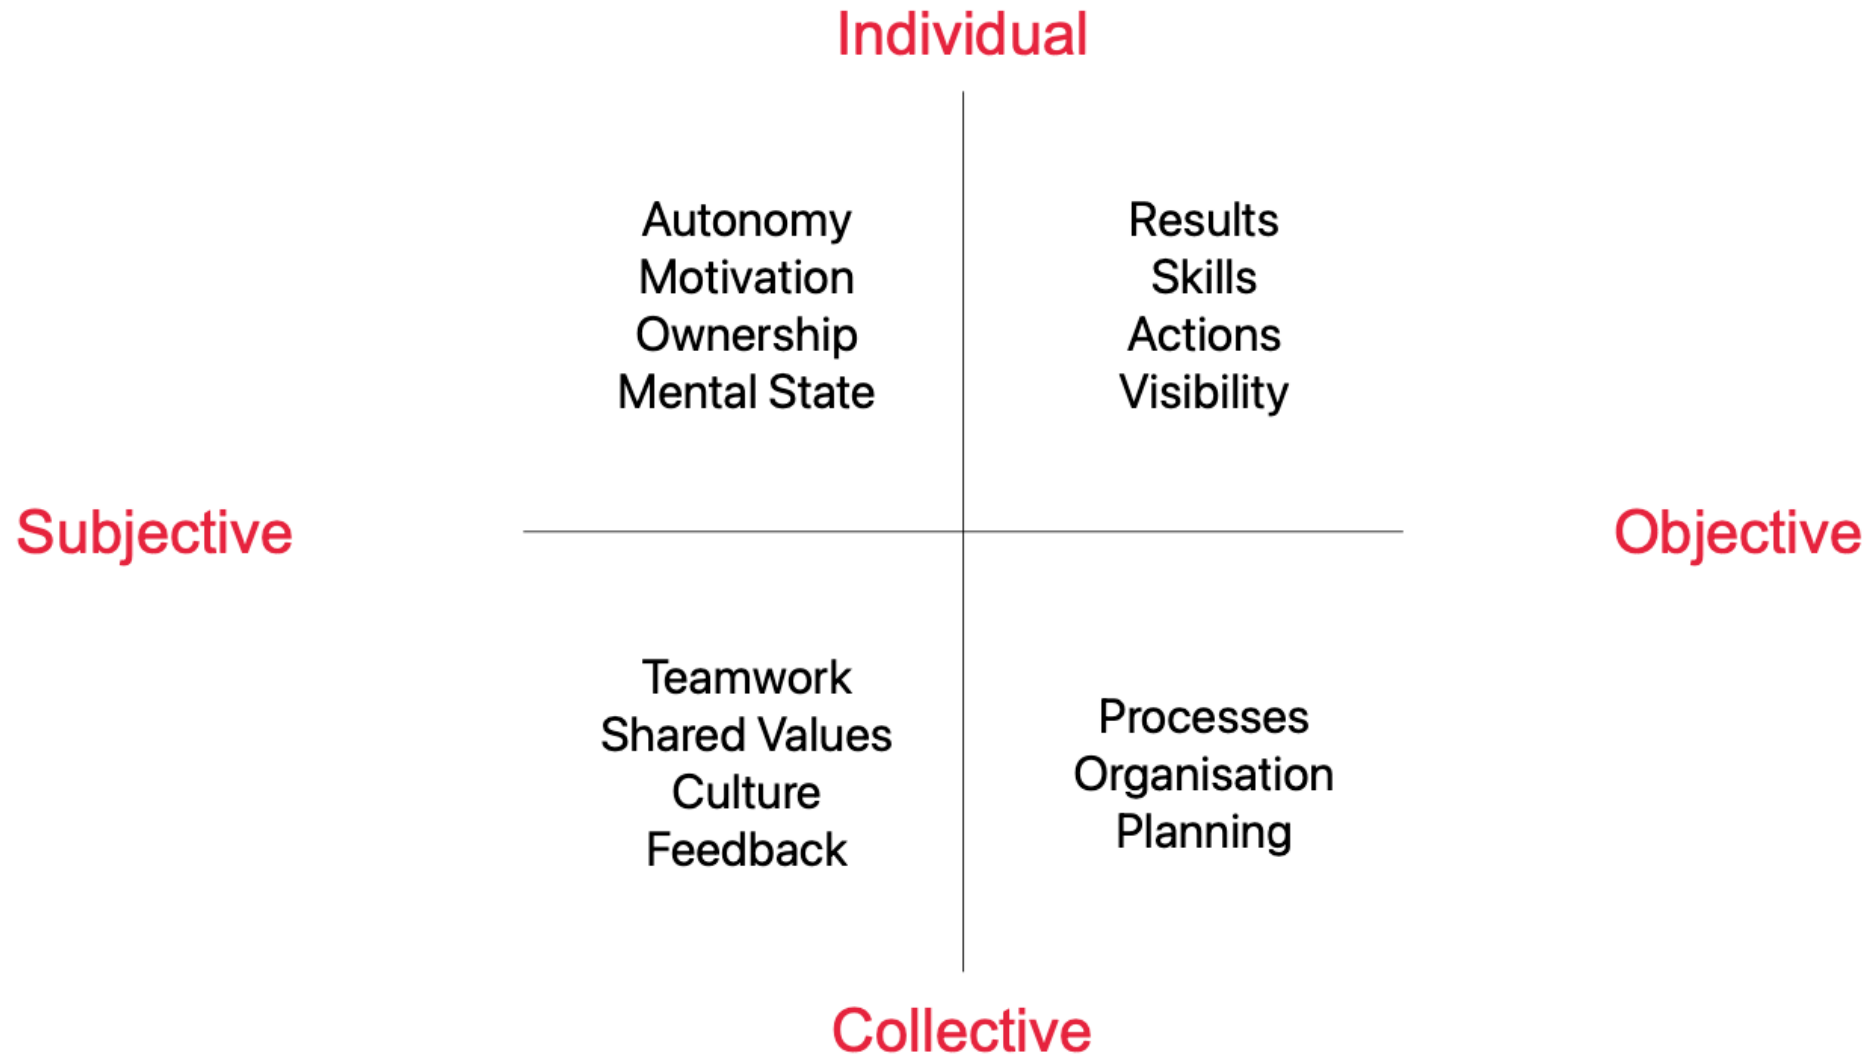 Individual
Autonomy
Motivation
Ownership
Mental State
Results
Skills
Actions
Visibility
Subjective
Objective
Teamwork
Shared Values
Culture
Feedback
Processes
Organisation
Planning
Collective